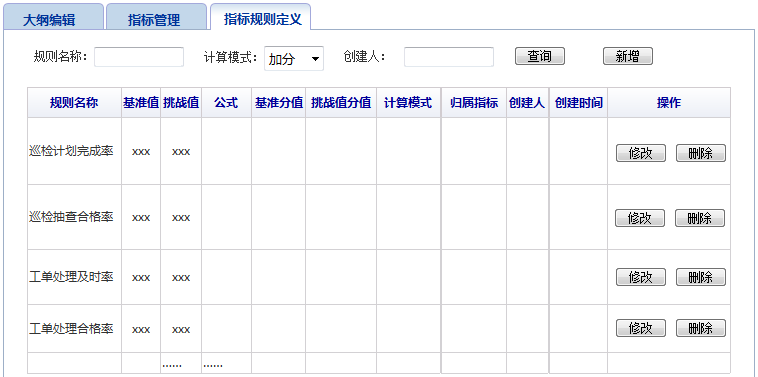 大纲编辑 指标管理 指标规则定义
规则名称： 计算模式： 加分 创建人： 查询 新增
规则名称 基准值 挑战值 公式 基准分值 挑战值分值 计算模式 归属指标 创建人 创建时间 操作
巡检计划完成率 xxx xxx 修改 删除
巡检抽查合格率 xxx xxx 修改 删除
工单处理及时率 xxx xxx 修改 删除
工单处理合格率 xxx xxx 修改 删除
...... ......